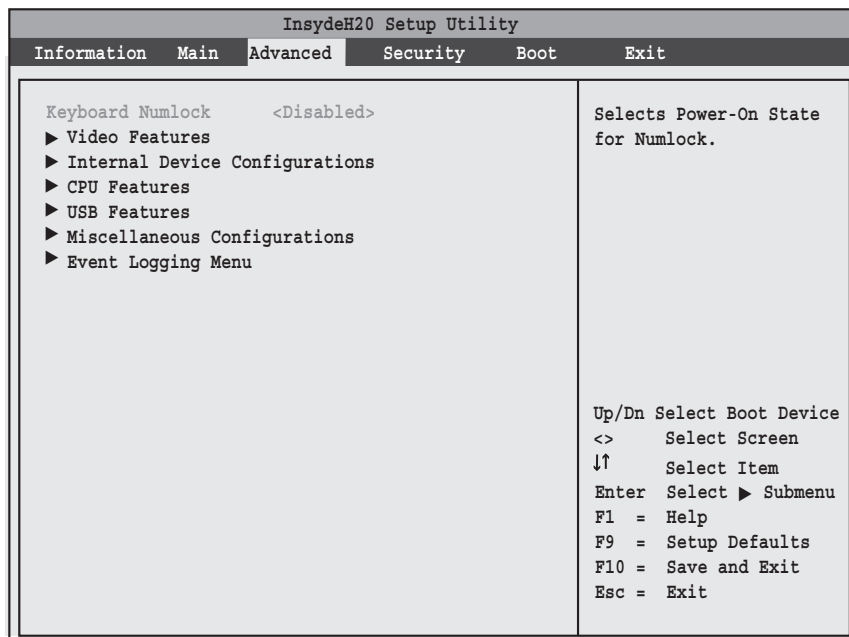 InsydeH20 Setup Utility
Information Main Advanced Security Boot Exit
Keyboard Numlock <Disabled>
▶ Video Features
▶ Internal Device Configurations
▶ CPU Features
▶ USB Features
▶ Miscellaneous Configurations
▶ Event Logging Menu
Selects Power-On State
for Numlock.
Up/Dn Select Boot Device
<> Select Screen
↓↑ Select Item
Enter Select ▶ Submenu
F1 = Help
F9 = Setup Defaults
F10 = Save and Exit
Esc = Exit